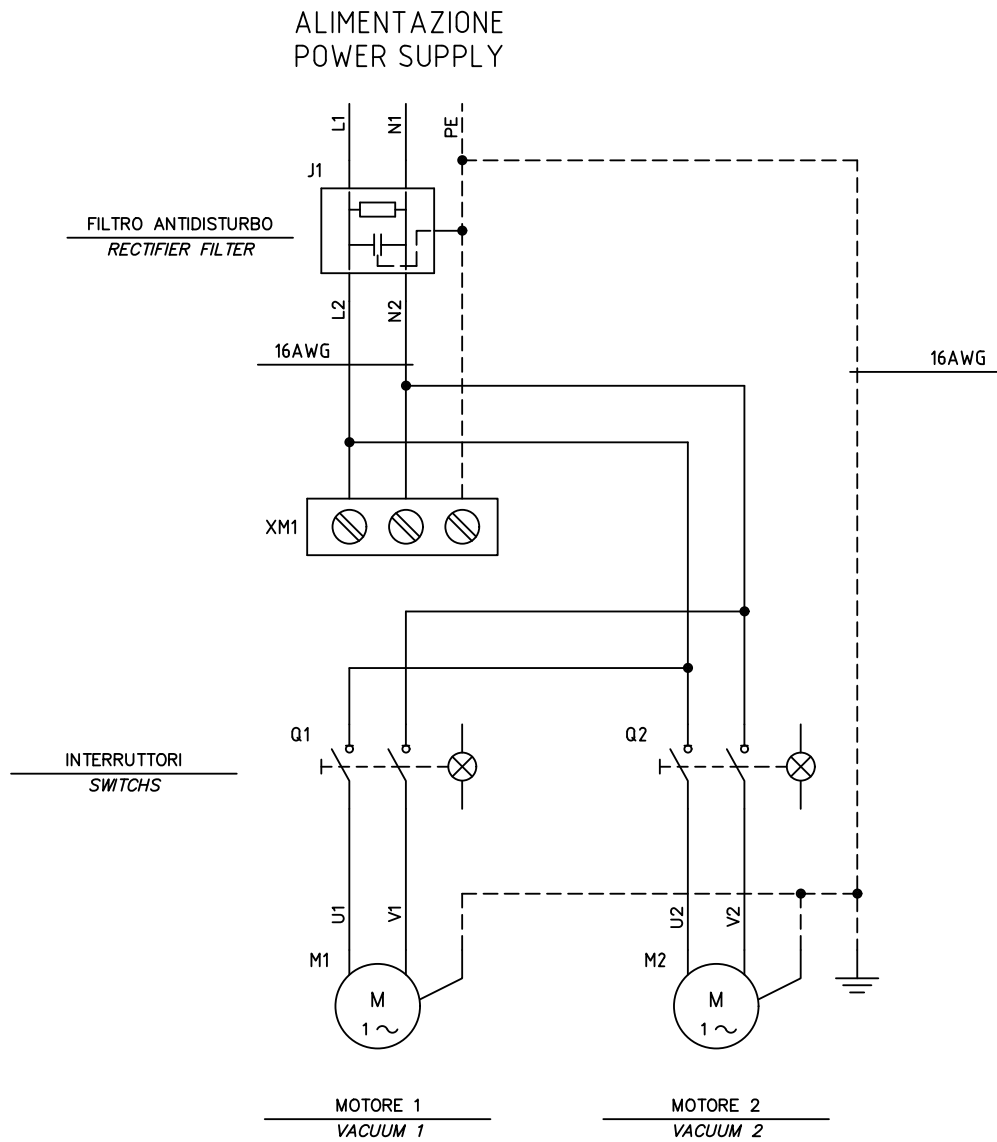 ALIMENTAZIONE
POWER SUPPLY
L1
N1
PE
J1
FILTRO ANTIDISTURBO
RECTIFIER FILTER
L2
N2
16AWG
16AWG
XM1
Q1
Q2
INTERRUTTORI
SWITCHS
U1
V1
U2
V2
M1
M
1~
M2
M
1~
MOTORE 1
VACUUM 1
MOTORE 2
VACUUM 2